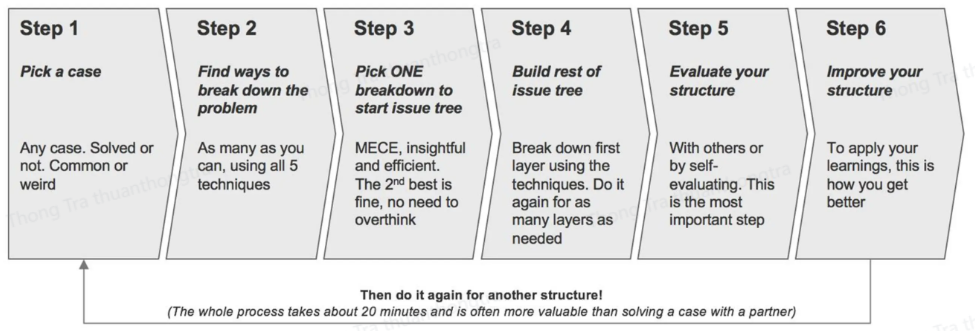 Step 1
Pick a case
Any case. Solved or
not. Common or
weird
Step 2
Find ways to
break down the
problem
As many as you
can, using all 5
techniques
Step 3
Pick ONE
breakdown to
start issue tree
MECE, insightful
and efficient.
The 2nd best is
fine, no need to
overthink
Step 4
Build rest of
issue tree
Break down first
layer using the
techniques. Do it
again for as
many layers as
needed
Step 5
Evaluate your
structure
With others or
by self-
evaluating. This
is the most
important step
Step 6
Improve your
structure
To apply your
learnings, this is
how you get
better
Then do it again for another structure!
(The whole process takes about 20 minutes and is often more valuable than solving a case with a partner)
Thong Tra thuanthongtra